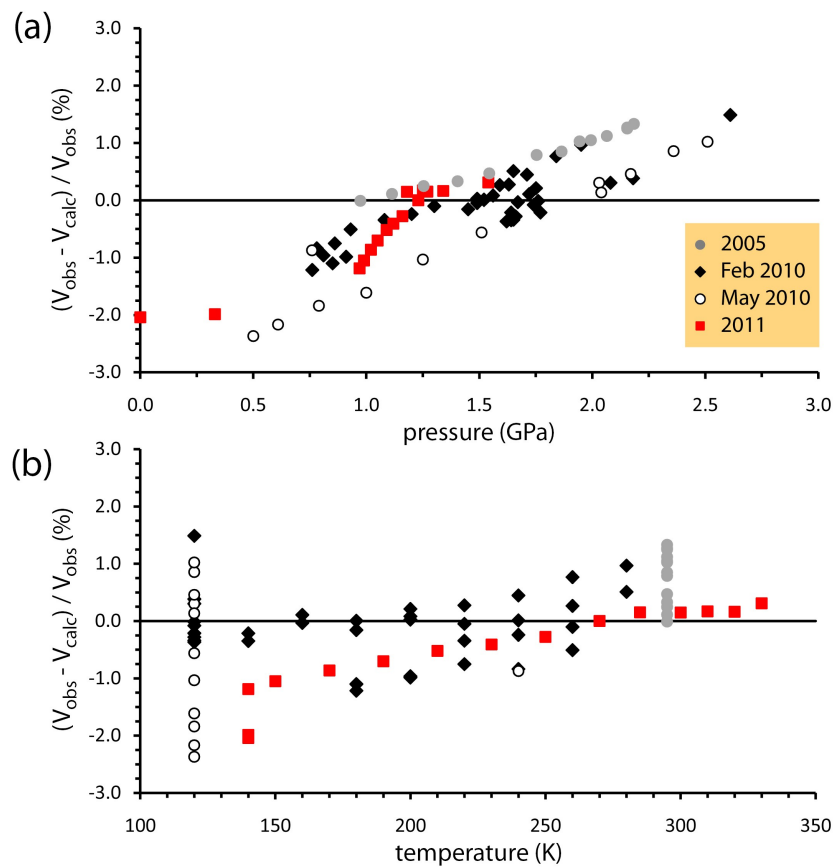 (a)
3.0
2.0
1.0
0.0
-1.0
-2.0
-3.0
(Vobs - Vcalc) / Vobs (%)
2005
Feb 2010
May 2010
2011
0.0 0.5 1.0 1.5 2.0 2.5 3.0
pressure (GPa)
(b)
3.0
2.0
1.0
0.0
-1.0
-2.0
-3.0
(Vobs - Vcalc) / Vobs (%)
100 150 200 250 300 350
temperature (K)